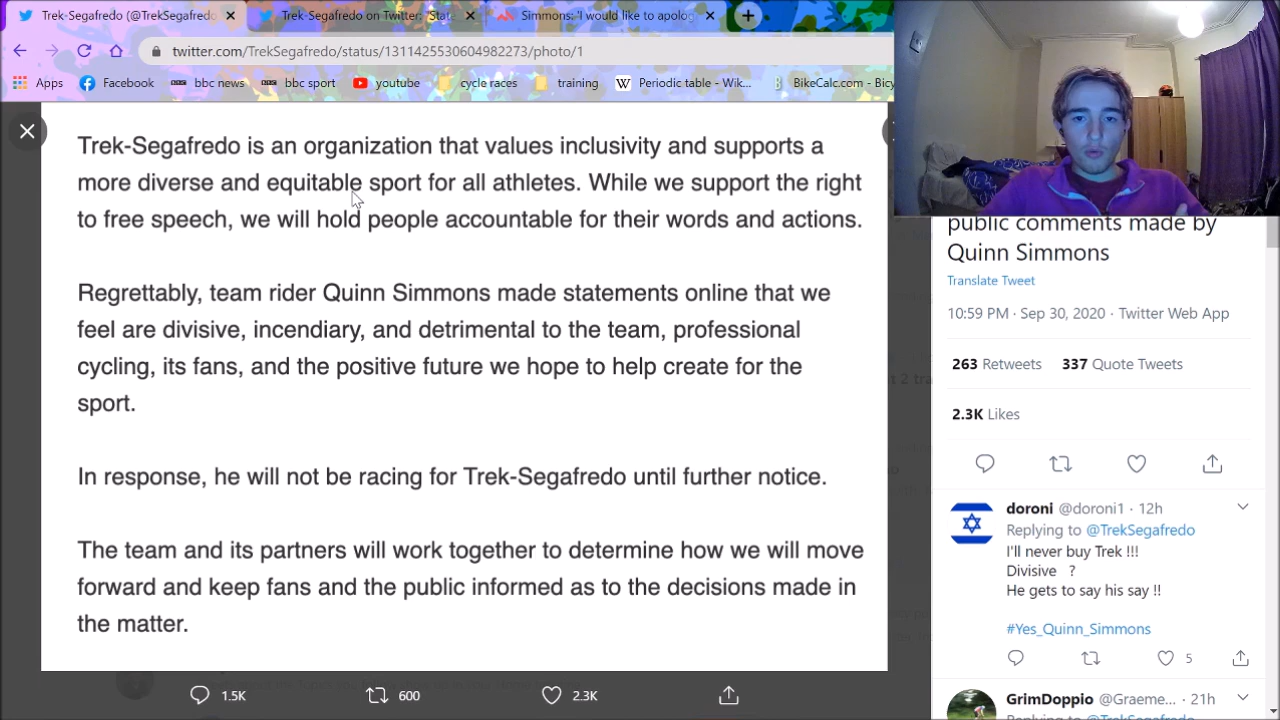 Trek-Segafredo (@TrekSegafredo
Trek-Segafredo on Twitter: "State
Simmons: 'I would like to apolog
twitter.com/TrekSegafredo/status/1311425530604982273/photo/1
Apps
Facebook
bbc news
bbc sport
youtube
cycle races
training
Periodic table - Wik...
BikeCalc.com - Bicy
Trek-Segafredo is an organization that values inclusivity and supports a
more diverse and equitable sport for all athletes. While we support the right
to free speech, we will hold people accountable for their words and actions.
Regrettably, team rider Quinn Simmons made statements online that we
feel are divisive, incendiary, and detrimental to the team, professional
cycling, its fans, and the positive future we hope to help create for the
sport.
In response, he will not be racing for Trek-Segafredo until further notice.
The team and its partners will work together to determine how we will move
forward and keep fans and the public informed as to the decisions made in
the matter.
1.5K
600
2.3K
public comments made by
Quinn Simmons
Translate Tweet
10:59 PM · Sep 30, 2020 · Twitter Web App
263 Retweets 337 Quote Tweets
2.3K Likes
doroni @doroni1 · 12h
Replying to @TrekSegafredo
I'll never buy Trek !!!
Divisive ?
He gets to say his say !!
#Yes_Quinn_Simmons
5
GrimDoppio @Graeme... · 21h
Replying to @TrekSegafredo